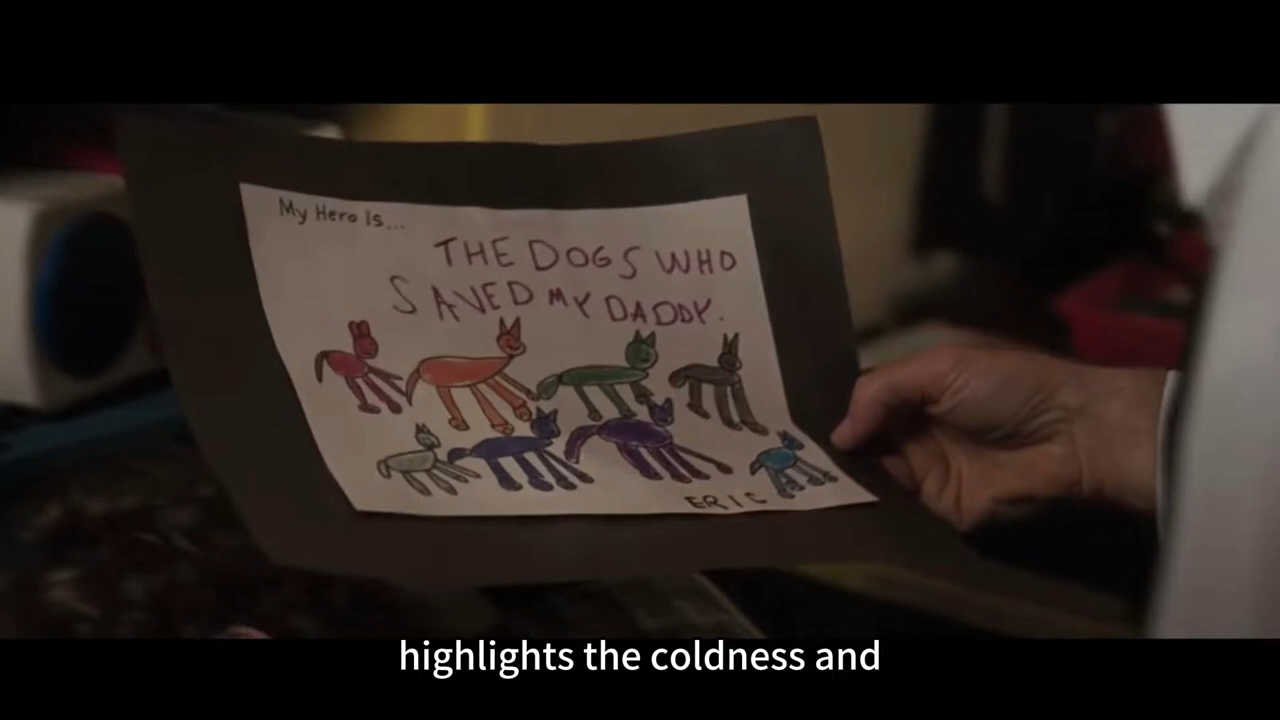 My Hero Is...
THE DOGS WHO
SAVED MY DADDY.
ERIC
highlights the coldness and